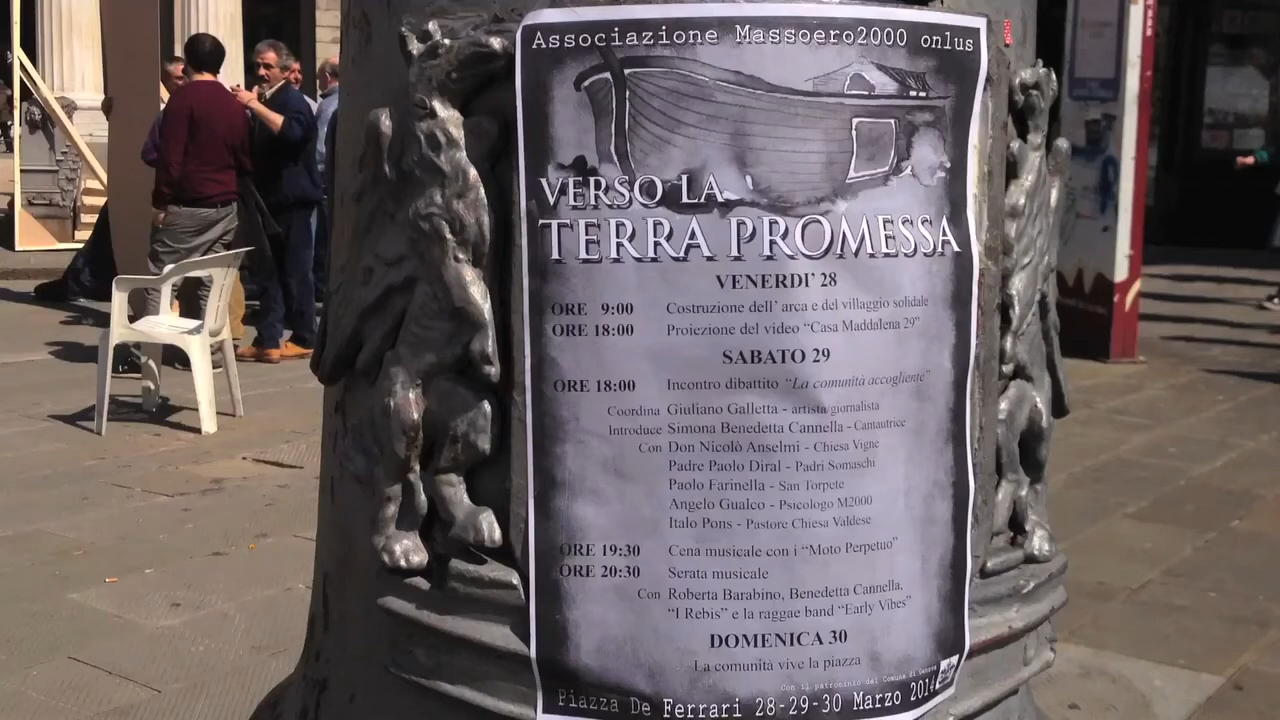 Associazione Massoero2000 onlus
VERSO LA
TERRA PROMESSA
VENERDI' 28
ORE 9:00 Costruzione dell' arca e del villaggio solidale
ORE 18:00 Proiezione del video “Casa Maddalena 29”
SABATO 29
ORE 18:00 Incontro dibattito “La comunità accogliente”
Coordina Giuliano Galletta - artista/giornalista
Introduce Simona Benedetta Cannella - Cantautrice
Con Don Nicolò Anselmi - Chiesa Vigne
Padre Paolo Diral - Padri Somaschi
Paolo Farinella - San Torpete
Angelo Gualco - Psicologo M2000
Italo Pons - Pastore Chiesa Valdese
ORE 19:30 Cena musicale con i “Moto Perpetuo”
ORE 20:30 Serata musicale
Con Roberta Barabino, Benedetta Cannella,
“I Rebis” e la raggae band “Early Vibes”
DOMENICA 30
La comunità vive la piazza
Con il patrocinio del Comune di Genova
Piazza De Ferrari 28-29-30 Marzo 2014